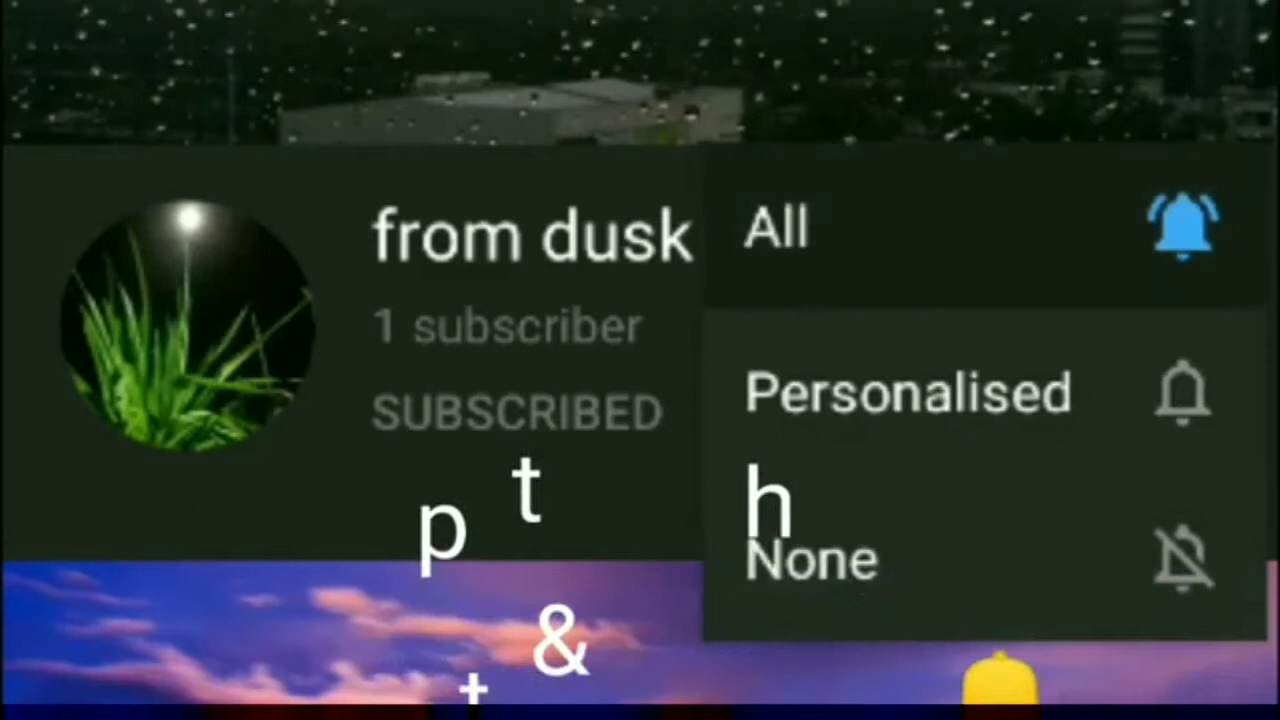 from dusk
1 subscriber
SUBSCRIBED
All
Personalised
None
p t h
&
t